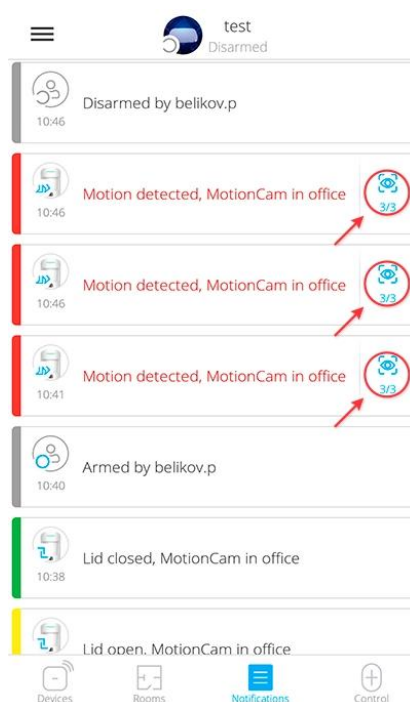 test
Disarmed
Disarmed by belikov.p
10:46
Motion detected, MotionCam in office
3/3
10:46
Motion detected, MotionCam in office
3/3
10:46
Motion detected, MotionCam in office
3/3
10:41
Armed by belikov.p
10:40
Lid closed, MotionCam in office
10:38
Lid open, MotionCam in office
Devices
Rooms
Notifications
Control